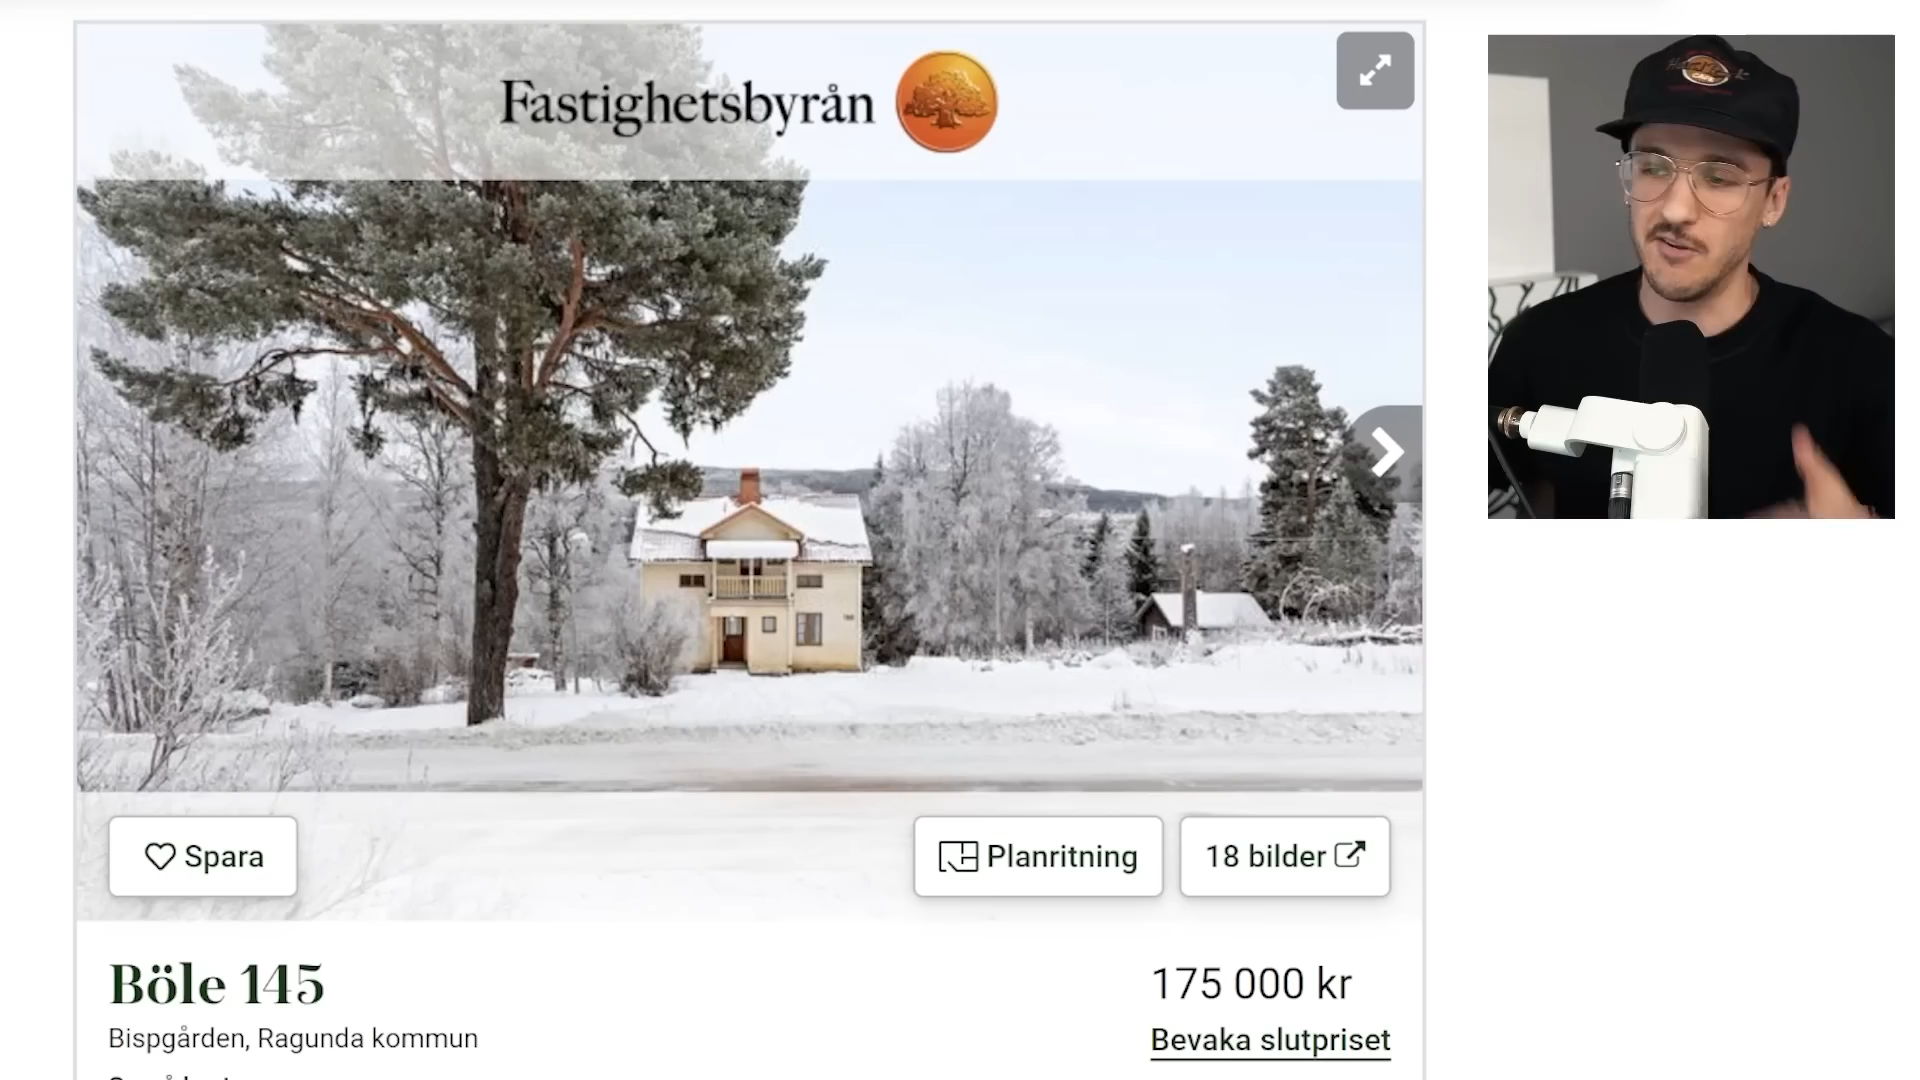 Fastighetsbyrån
Spara
Planritning
18 bilder
Böle 145
175 000 kr
Bispgården, Ragunda kommun
Bevaka slutpriset